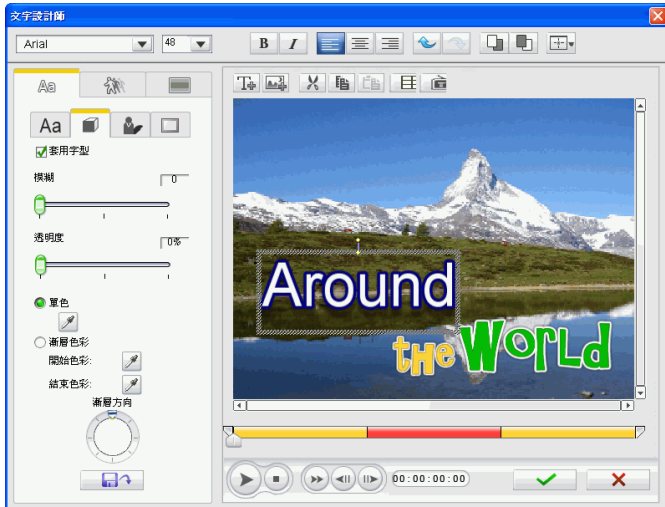 文字設計師
Arial
48
B
I
Aa
Aa
套用字型
模糊
0
透明度
0%
單色
漸層色彩
開始色彩:
結束色彩:
漸層方向
Around
the World
00:00:00:00